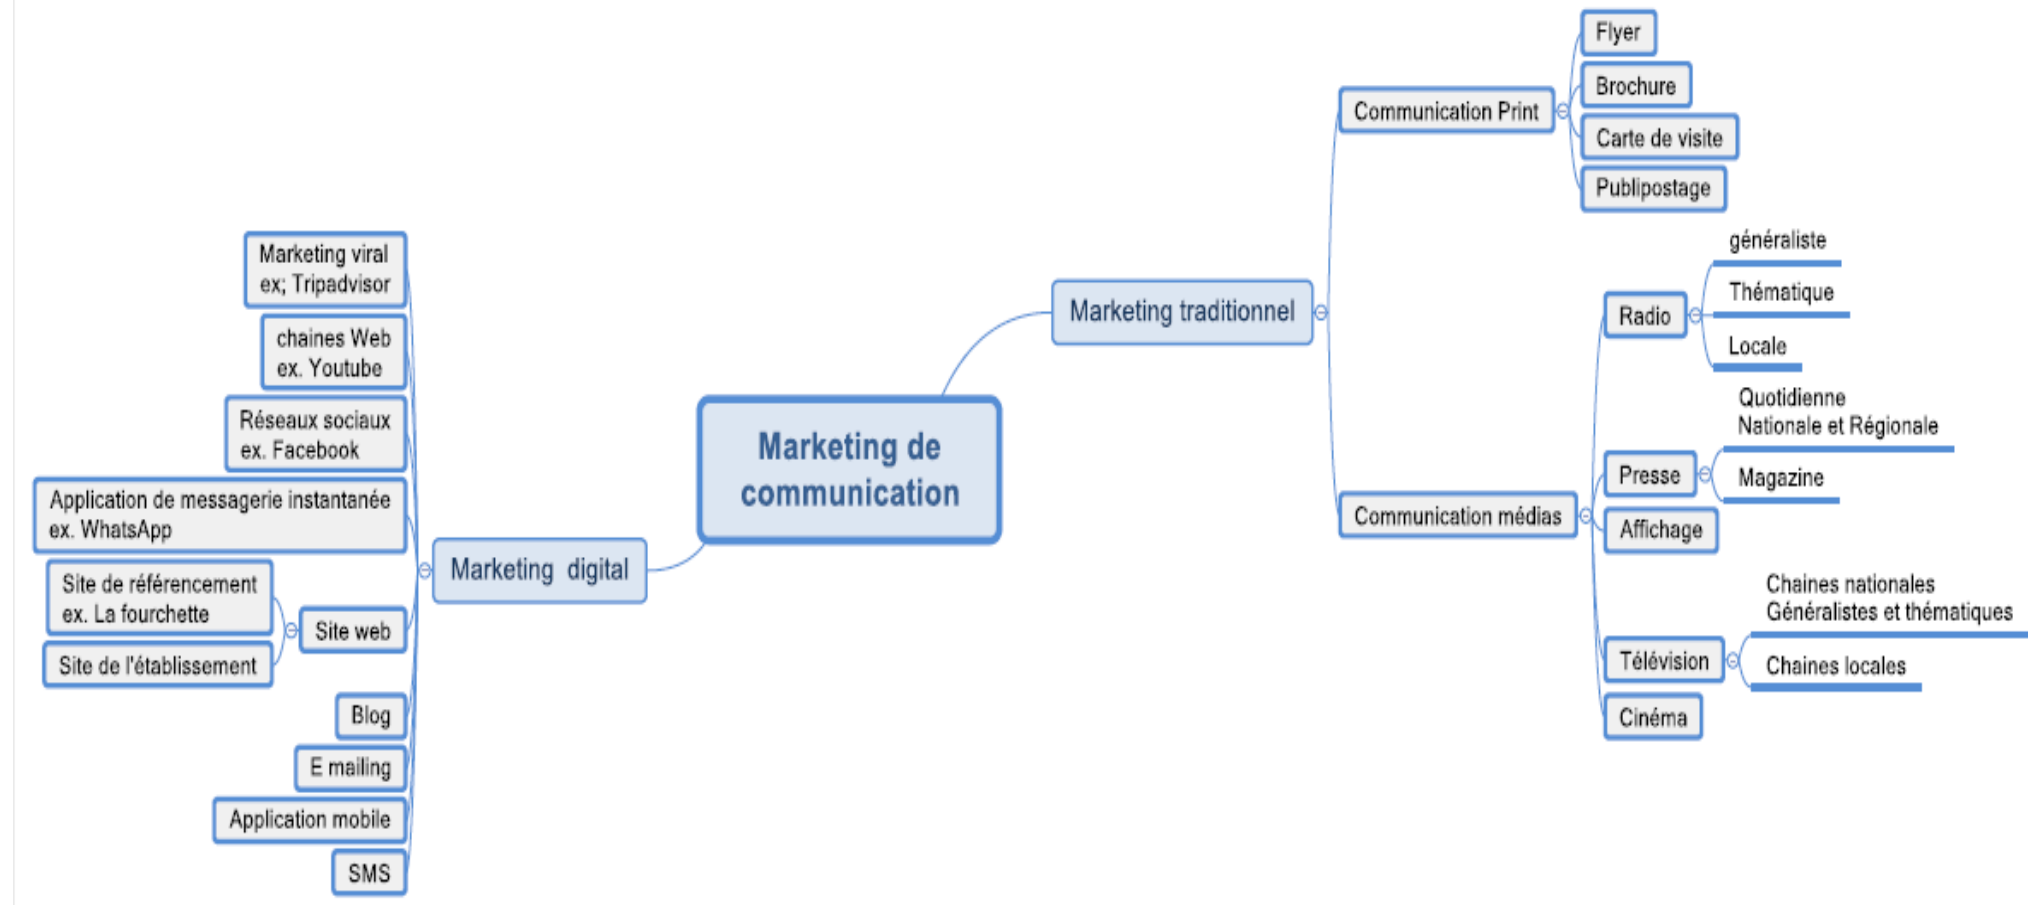 Marketing de
communication
Marketing traditionnel
Communication Print
Flyer
Brochure
Carte de visite
Publipostage
Communication médias
Radio
généraliste
Thématique
Locale
Presse
Quotidienne
Nationale et Régionale
Magazine
Affichage
Télévision
Chaines nationales
Généralistes et thématiques
Chaines locales
Cinéma
Marketing digital
Marketing viral
ex; Tripadvisor
chaines Web
ex. Youtube
Réseaux sociaux
ex. Facebook
Application de messagerie instantanée
ex. WhatsApp
Site web
Site de référencement
ex. La fourchette
Site de l'établissement
Blog
E mailing
Application mobile
SMS